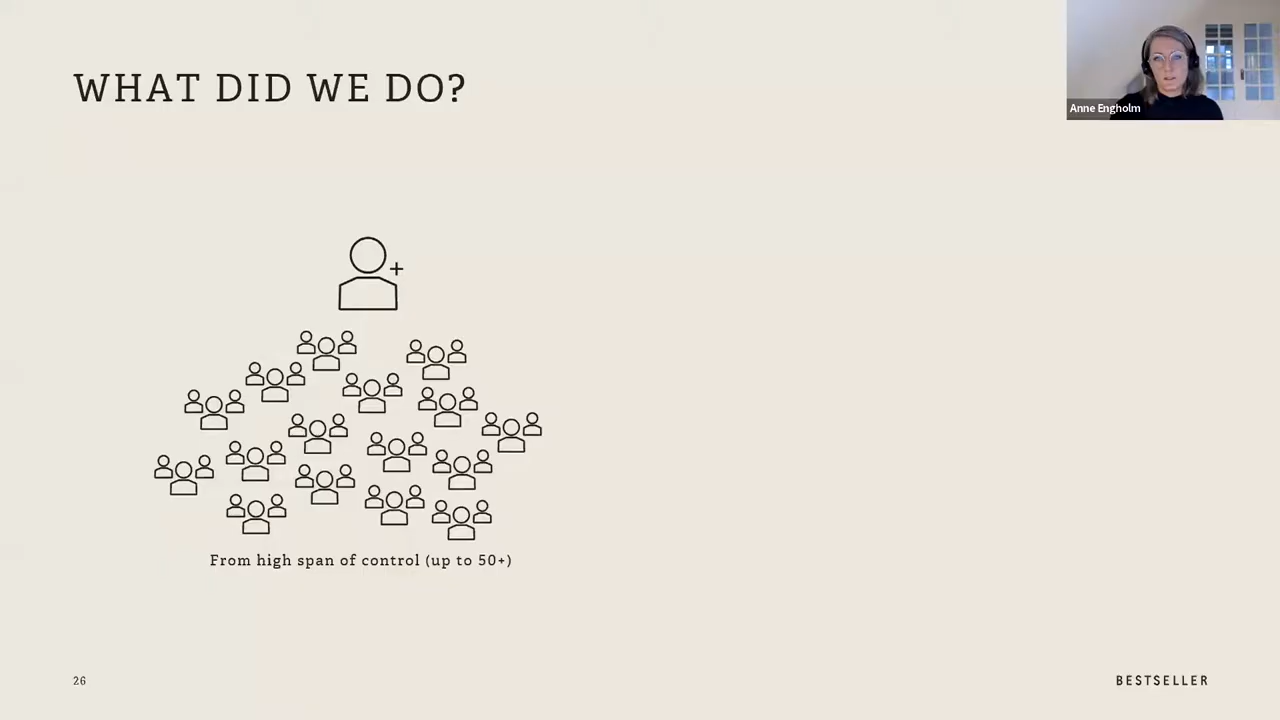 WHAT DID WE DO?
Anne Engholm
From high span of control (up to 50+)
26
BESTSELLER